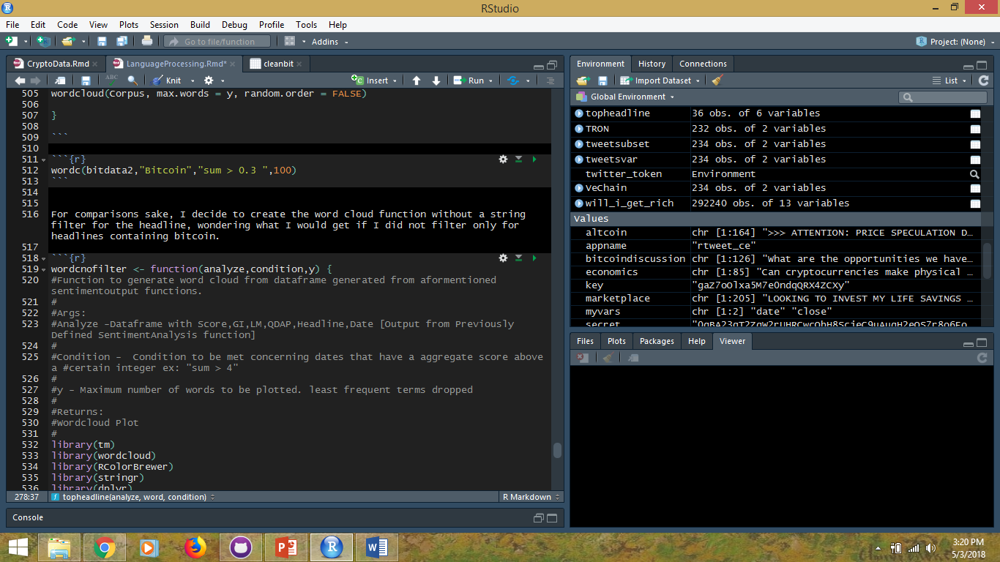 RStudio
File Edit Code View Plots Session Build Debug Profile Tools Help
Go to file/function Addins Project: (None)
CryptoData.Rmd LanguageProcessing.Rmd* cleanbit
ABC Knit Insert Run
505 wordcloud(Corpus, max.words = y, random.order = FALSE)
506
507 }
508
509 ```
510
511 ```{r}
512 wordc(bitdata2,"Bitcoin","sum > 0.3 ",100)
513 ```
514
515
516 For comparisons sake, I decide to create the word cloud function without a string
filter for the headline, wondering what I would get if I did not filter only for
headlines containing bitcoin.
517
518 ```{r}
519 wordcnofilter <- function(analyze,condition,y) {
520 #Function to generate word cloud from dataframe generated from aformentioned
sentimentoutput functions.
521 #
522 #Args:
523 #Analyze -Dataframe with Score,GI,LM,QDAP,Headline,Date [Output from Previously
Defined SentimentAnalysis function]
524 #
525 #Condition - Condition to be met concerning dates that have a aggregate score above
a #certain integer ex: "sum > 4"
526 #
527 #y - Maximum number of words to be plotted. least frequent terms dropped
528 #
529 #Returns:
530 #Wordcloud Plot
531 #
532 library(tm)
533 library(wordcloud)
534 library(RColorBrewer)
535 library(stringr)
536 library(dplyr)
278:37 topheadline(analyze, word, condition) R Markdown
Console
Environment History Connections
Import Dataset List
Global Environment
topheadline 36 obs. of 6 variables
TRON 232 obs. of 2 variables
tweetsubset 234 obs. of 2 variables
tweetsvar 234 obs. of 2 variables
twitter_token Environment
VeChain 234 obs. of 2 variables
will_i_get_rich 292240 obs. of 13 variables
Values
altcoin chr [1:164] ">>> ATTENTION: PRICE SPECULATION D…
appname "rtweet_ce"
bitcoindiscussion chr [1:126] "What are the opportunities we have…
economics chr [1:85] "Can cryptocurrencies make physical …
key "gaZ7oOlxa5M7e0ndqQRX4ZCXy"
marketplace chr [1:205] "LOOKING TO INVEST MY LIFE SAVINGS …
myvars chr [1:2] "date" "close"
secret
Files Plots Packages Help Viewer
3:20 PM
5/3/2018